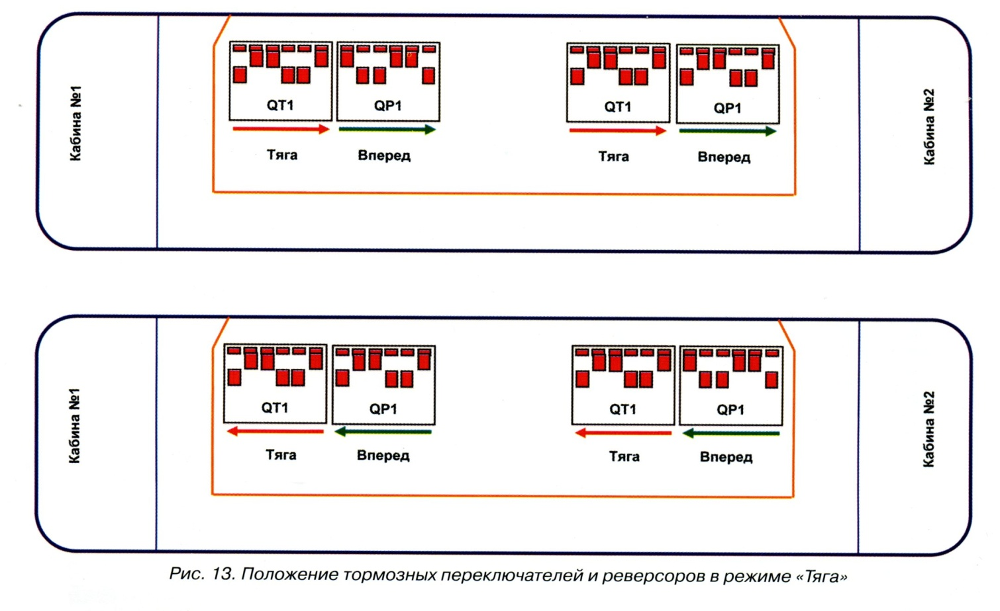 Кабина №1
QT1 QP1 QT1 QP1
Тяга Вперед Тяга Вперед
Кабина №2
Кабина №1
QT1 QP1 QT1 QP1
Тяга Вперед Тяга Вперед
Кабина №2
Рис. 13. Положение тормозных переключателей и реверсоров в режиме «Тяга»